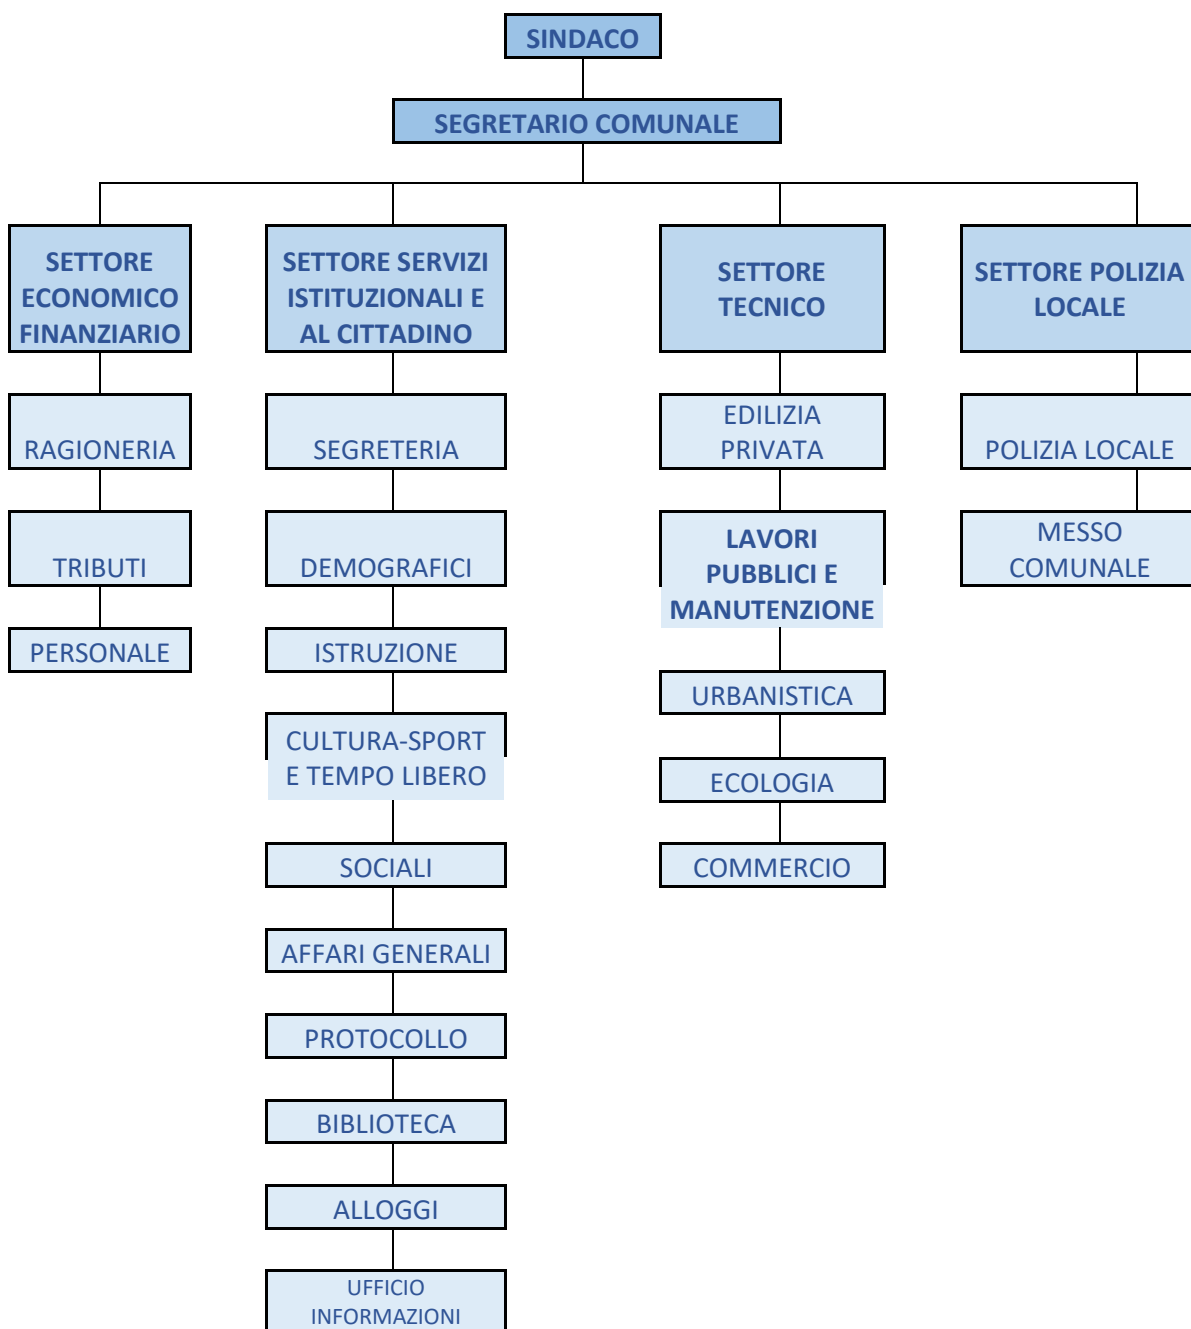 SINDACO
SEGRETARIO COMUNALE
SETTORE
ECONOMICO
FINANZIARIO
RAGIONERIA
TRIBUTI
PERSONALE
SETTORE SERVIZI
ISTITUZIONALI E
AL CITTADINO
SEGRETERIA
DEMOGRAFICI
ISTRUZIONE
CULTURA-SPORT
E TEMPO LIBERO
SOCIALI
AFFARI GENERALI
PROTOCOLLO
BIBLIOTECA
ALLOGGI
UFFICIO
INFORMAZIONI
SETTORE
TECNICO
EDILIZIA
PRIVATA
LAVORI
PUBBLICI E
MANUTENZIONE
URBANISTICA
ECOLOGIA
COMMERCIO
SETTORE POLIZIA
LOCALE
POLIZIA LOCALE
MESSO
COMUNALE